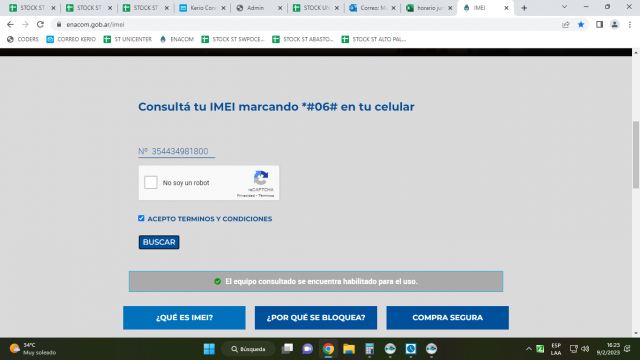 STOCK ST
STOCK ST
STOCK ST
Kerio Con
Admin
STOCK UN
Correo: M
horario ju
IMEI
enacom.gob.ar/imei
CODERS
CORREO KERIO
ST UNICENTER
ENACOM
STOCK ST SWPOCE...
STOCK ST ABASTO...
STOCK ST ALTO PAL...
Consultá tu IMEI marcando *#06# en tu celular
Nº 354434981800
No soy un robot
reCAPTCHA
Privacidad - Términos
ACEPTO TERMINOS Y CONDICIONES
BUSCAR
El equipo consultado se encuentra habilitado para el uso.
¿QUÉ ES IMEI?
¿POR QUÉ SE BLOQUEA?
COMPRA SEGURA
34°C
Muy soleado
Búsqueda
ESP
LAA
16:23
9/2/2023